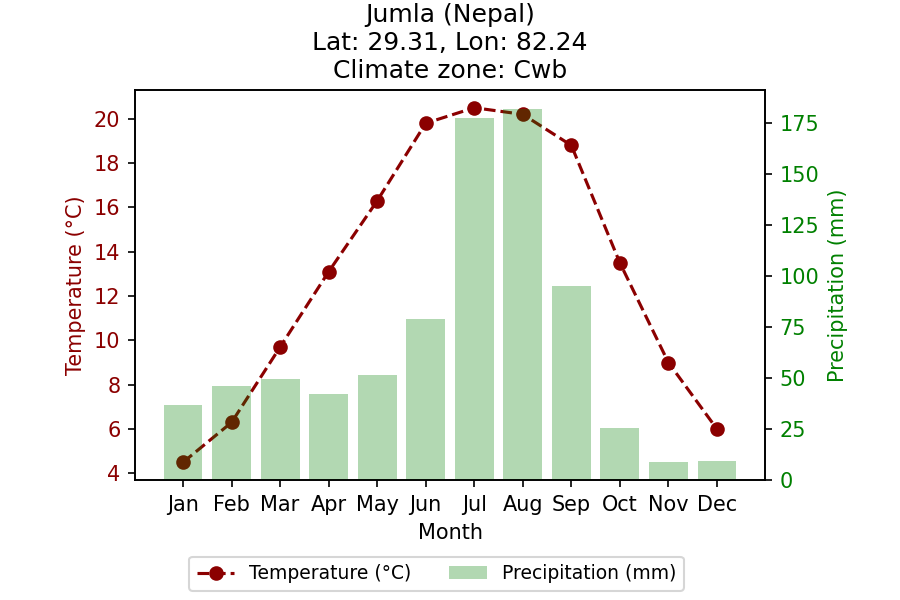 Jumla (Nepal)
Lat: 29.31, Lon: 82.24
Climate zone: Cwb
20
18
16
14
12
10
8
6
4
Temperature (°C)
175
150
125
100
75
50
25
0
Precipitation (mm)
Jan Feb Mar Apr May Jun Jul Aug Sep Oct Nov Dec
Month
Temperature (°C) Precipitation (mm)